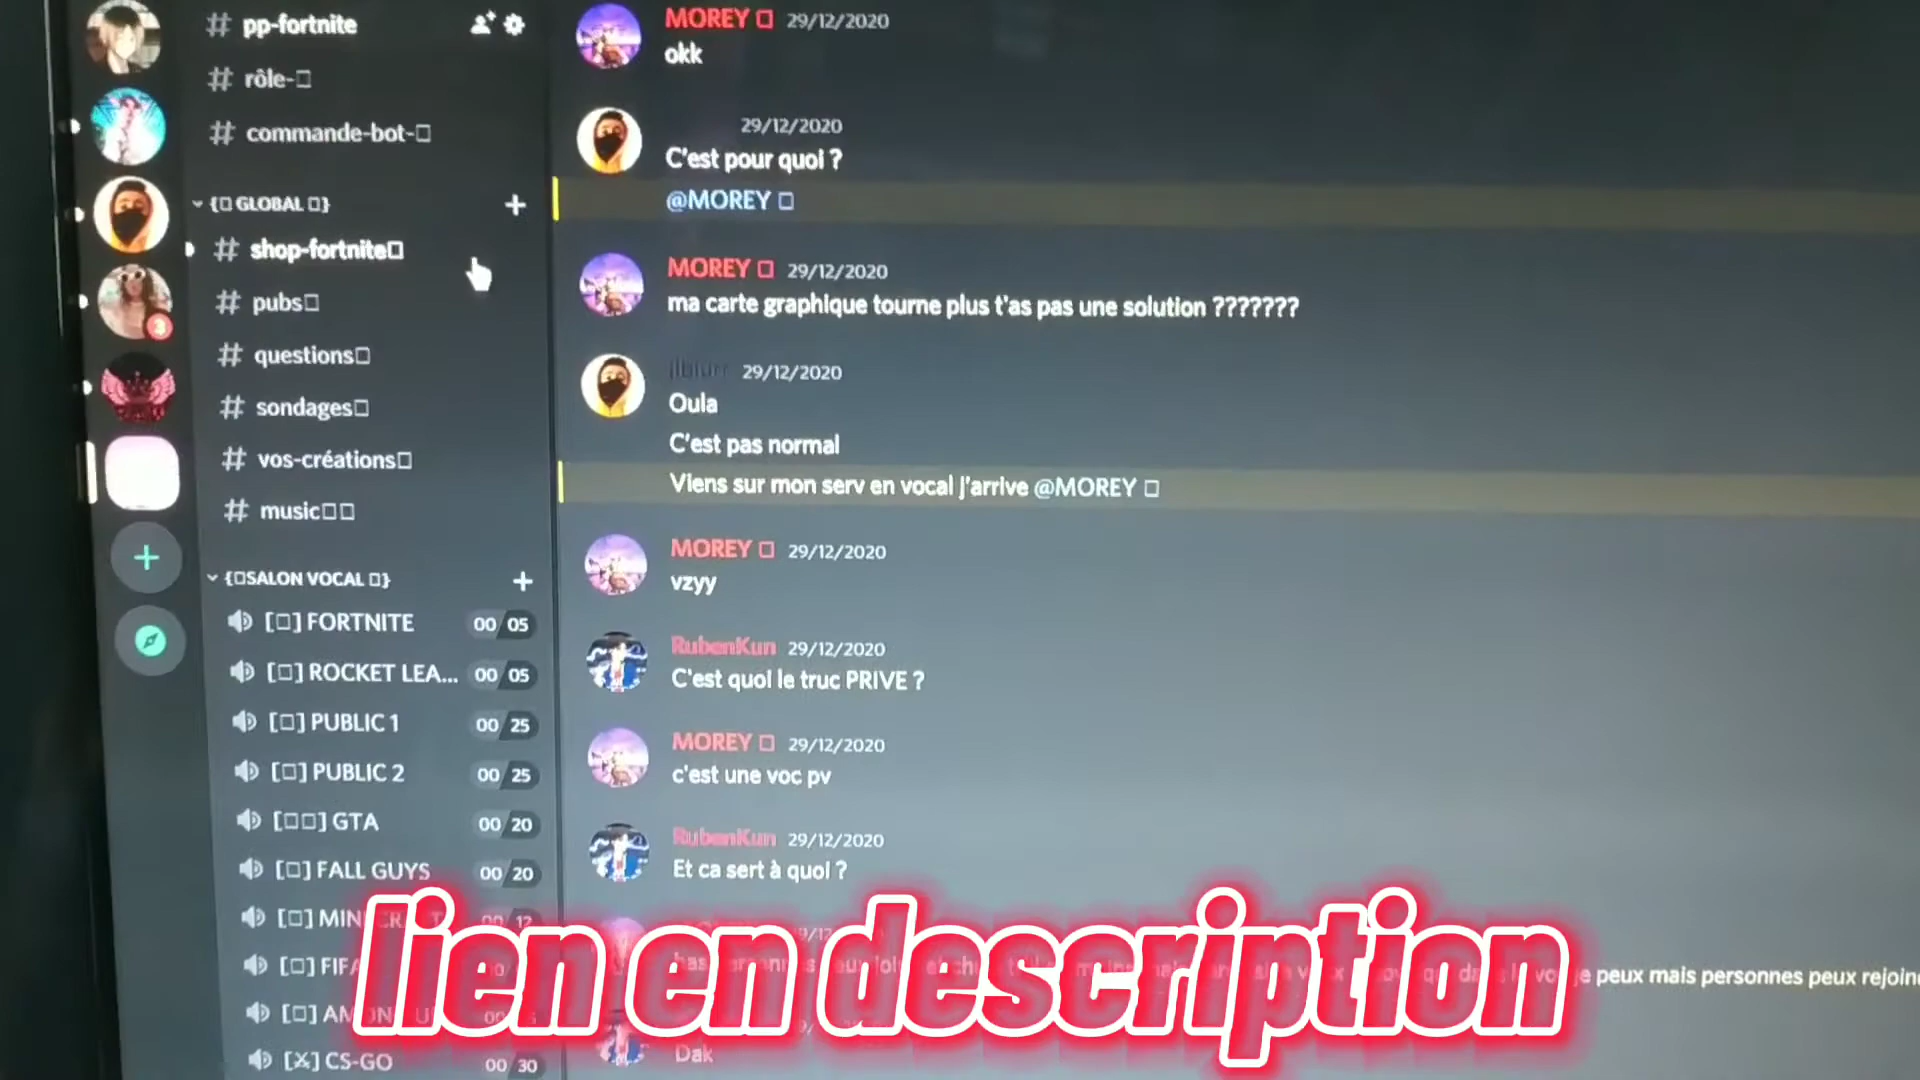 # pp-fortnite
# rôle-
# commande-bot-
{ GLOBAL }
# shop-fortnite
# pubs
# questions
# sondages
# vos-créations
# music
{SALON VOCAL }
[] FORTNITE 00 05
[] ROCKET LEA... 00 05
[] PUBLIC 1 00 25
[] PUBLIC 2 00 25
[] GTA 00 20
[] FALL GUYS 00 20
[] FIFA
[] CS-GO 00 30
3
MOREY 29/12/2020
okk
29/12/2020
C'est pour quoi ?
@MOREY
MOREY 29/12/2020
ma carte graphique tourne plus t'as pas une solution ???????
29/12/2020
Oula
C'est pas normal
Viens sur mon serv en vocal j'arrive @MOREY
MOREY 29/12/2020
vzyy
RubenKun 29/12/2020
C'est quoi le truc PRIVE ?
MOREY 29/12/2020
c'est une voc pv
RubenKun 29/12/2020
Et ca sert à quoi ?
je peux mais personnes peux
Dak
lien en description